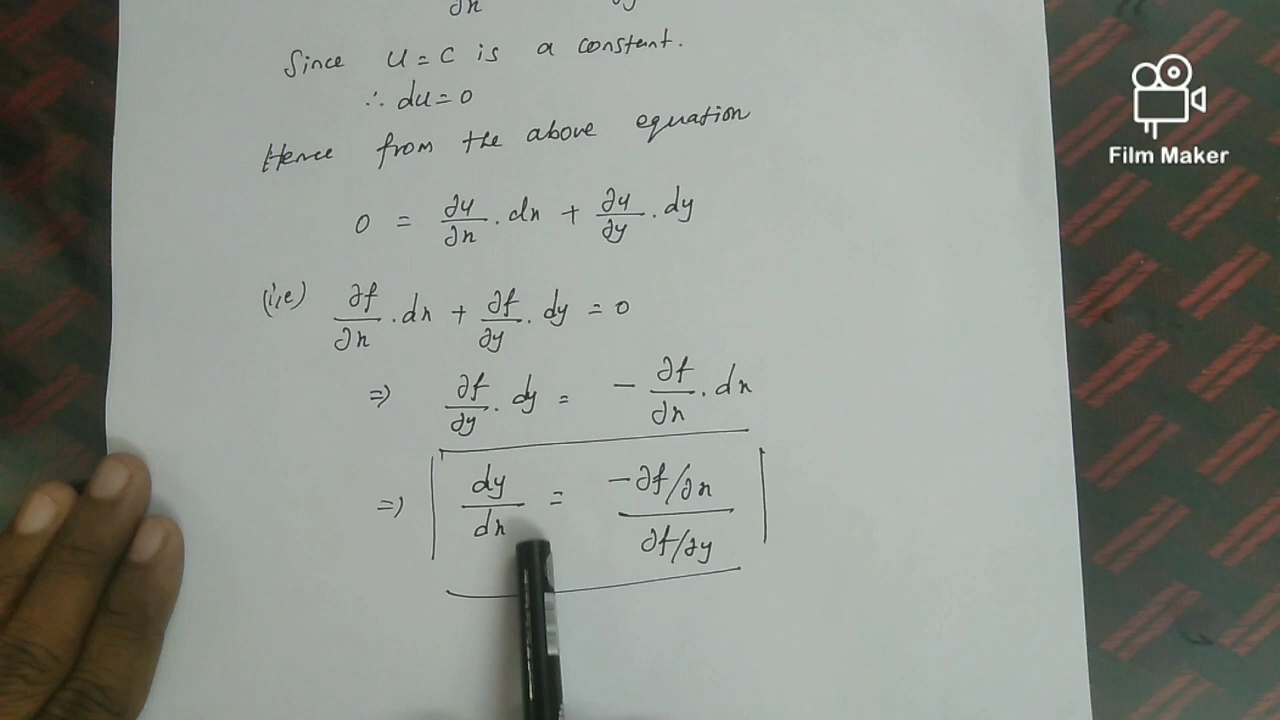 ∂x ∂y
Since u = c is a constant.
∴ du = 0
Hence from the above equation
0 = ∂u/∂x . dx + ∂u/∂y . dy
(i.e) ∂f/∂x . dx + ∂f/∂y . dy = 0
⇒ ∂f/∂y . dy = - ∂f/∂x . dx
⇒ dy/dx = -∂f/∂x / ∂f/∂y
Film Maker